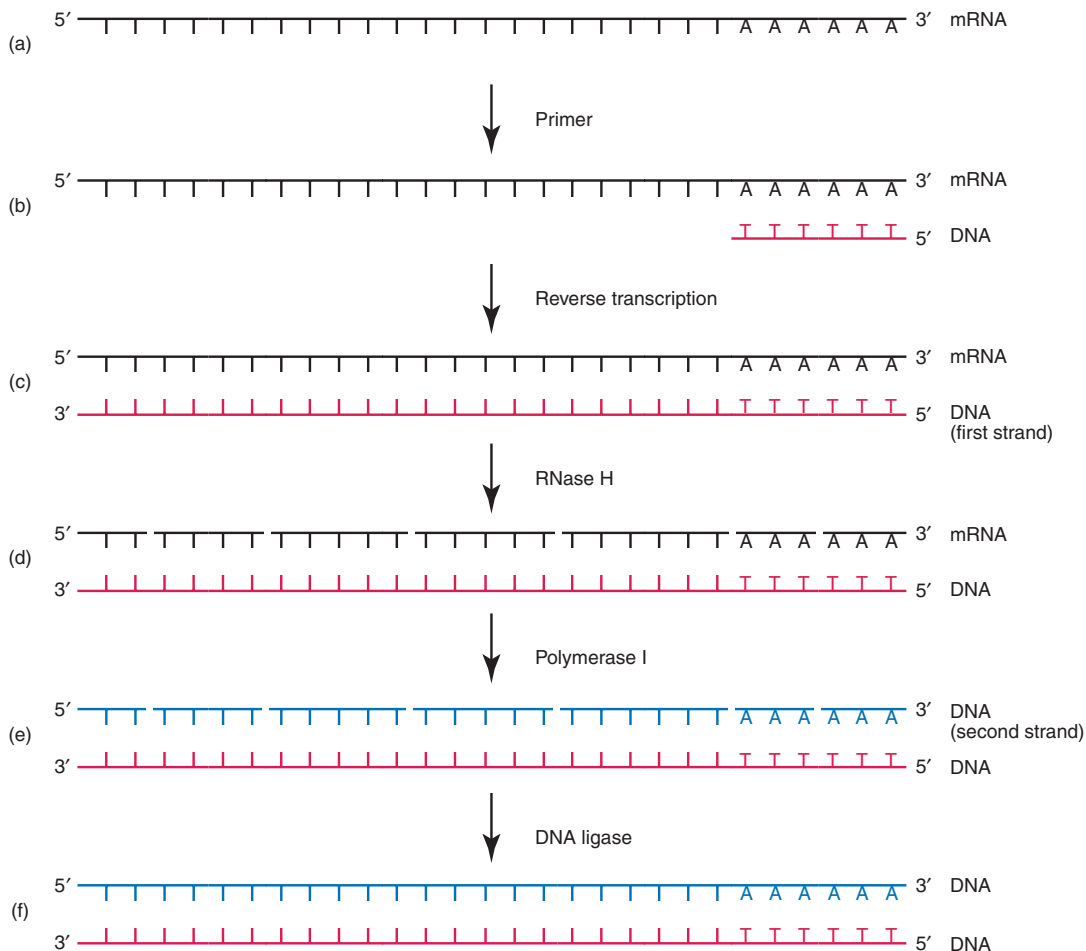 5′ A A A A A A 3′ mRNA
(a)
Primer
5′ A A A A A A 3′ mRNA
(b)
T T T T T T 5′ DNA
Reverse transcription
5′ A A A A A A 3′ mRNA
(c)
3′ T T T T T T 5′ DNA
(first strand)
RNase H
5′ A A A A A A 3′ mRNA
(d)
3′ T T T T T T 5′ DNA
Polymerase I
5′ A A A A A A 3′ DNA
(second strand)
(e)
3′ T T T T T T 5′ DNA
DNA ligase
5′ A A A A A A 3′ DNA
(f)
3′ T T T T T T 5′ DNA